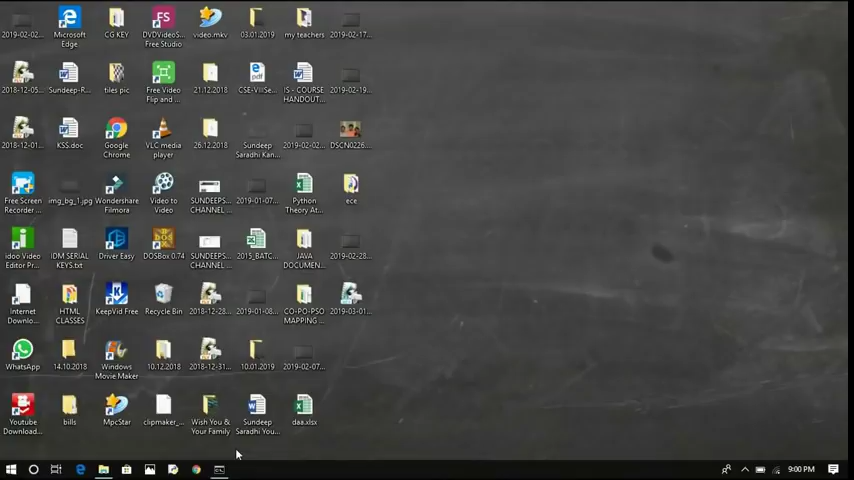 2019-02-02...
Microsoft
Edge
CG KEY
DVDVideoS...
Free Studio
video.mkv
03.01.2019
my teachers
2019-02-17...
2018-12-05...
Sundeep-R...
tiles pic
Free Video
Flip and ...
21.12.2018
CSE-VIIISe...
IS - COURSE
HANDOUT...
2019-02-19...
2018-12-01...
KSS.doc
Google
Chrome
VLC media
player
26.12.2018
Sundeep
Saradhi Kan...
2019-02-02...
DSCN0226...
Free Screen
Recorder ...
img_bg_1.jpg
Wondershare
Filmora
Video to
Video
SUNDEEPS...
CHANNEL ...
2019-01-07...
Python
Theory At...
ece
idoo Video
Editor Pr...
IDM SERIAL
KEYS.txt
Driver Easy
DOSBox 0.74
SUNDEEPS...
CHANNEL ...
2015_BATC...
JAVA
DOCUMEN...
2019-02-28...
Internet
Downlo...
HTML
CLASSES
KeepVid Free
Recycle Bin
2018-12-28...
2019-01-08...
CO-PO-PSO
MAPPING ...
2019-03-01...
WhatsApp
14.10.2018
Windows
Movie Maker
10.12.2018
2018-12-31...
10.01.2019
2019-02-07...
Youtube
Download...
bills
MpcStar
clipmaker_...
Wish You &
Your Family
Sundeep
Saradhi You...
daa.xlsx
9:00 PM